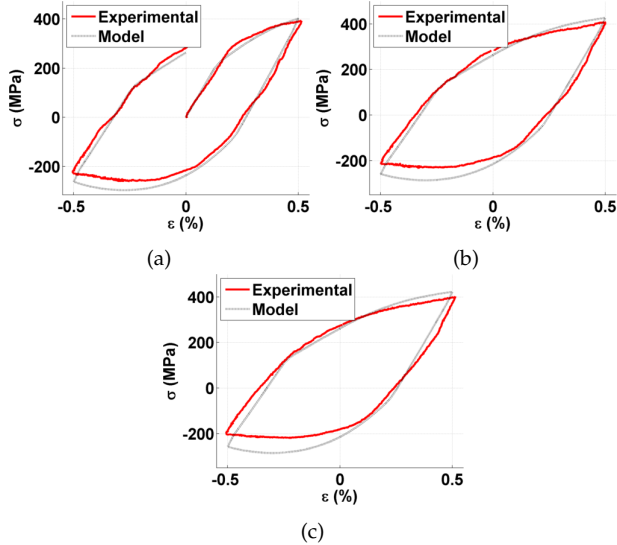 400
200
0
-200
σ (MPa)
Experimental
Model
-0.5
0
0.5
ε (%)
(a)
400
200
0
-200
σ (MPa)
Experimental
Model
-0.5
0
0.5
ε (%)
(b)
400
200
0
-200
σ (MPa)
Experimental
Model
-0.5
0
0.5
ε (%)
(c)